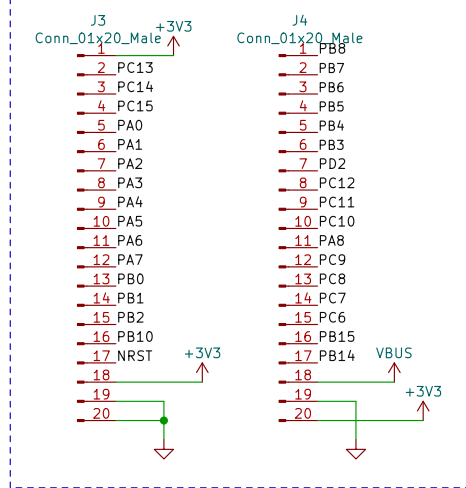 J3
Conn_01x20_Male
+3V3
1
2 PC13
3 PC14
4 PC15
5 PA0
6 PA1
7 PA2
8 PA3
9 PA4
10 PA5
11 PA6
12 PA7
13 PB0
14 PB1
15 PB2
16 PB10
17 NRST
+3V3
18
19
20
J4
Conn_01x20_Male
1 PB8
2 PB7
3 PB6
4 PB5
5 PB4
6 PB3
7 PD2
8 PC12
9 PC11
10 PC10
11 PA8
12 PC9
13 PC8
14 PC7
15 PC6
16 PB15
17 PB14
VBUS
18
+3V3
19
20